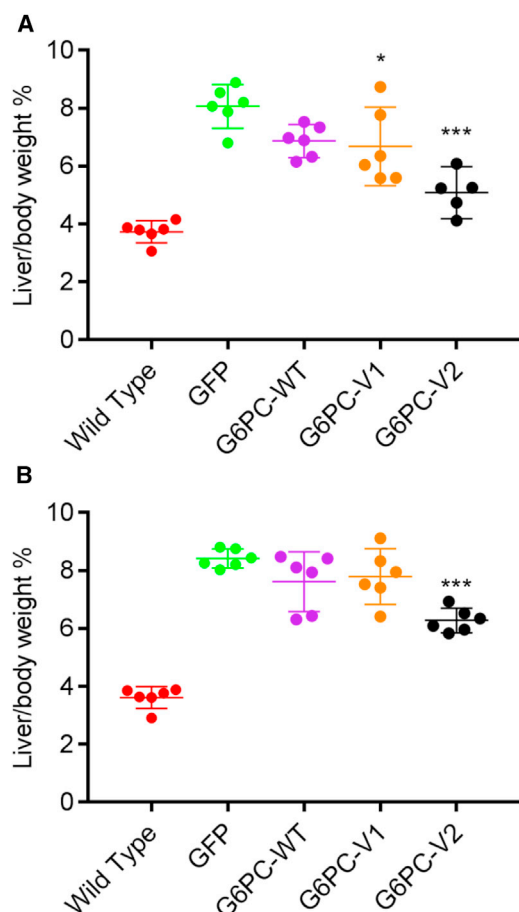 A
Liver/body weight %
10
8
6
4
2
0
*
***
Wild Type
GFP
G6PC-WT
G6PC-V1
G6PC-V2
B
Liver/body weight %
10
8
6
4
2
0
***
Wild Type
GFP
G6PC-WT
G6PC-V1
G6PC-V2